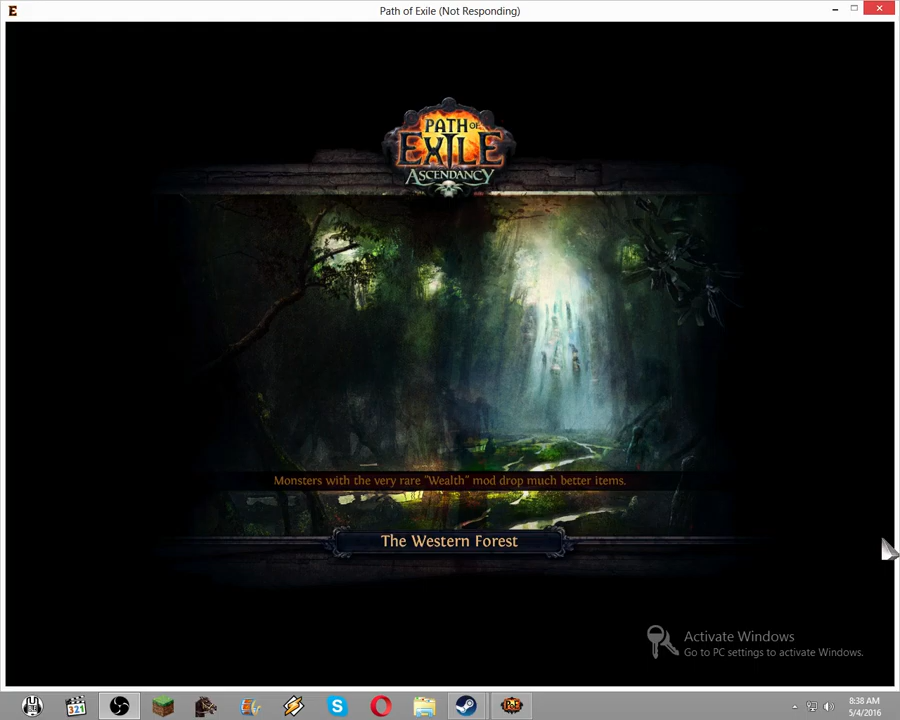 Path of Exile (Not Responding)
PATH OF
EXILE
ASCENDANCY
Monsters with the very rare "Wealth" mod drop much better items.
The Western Forest
Activate Windows
Go to PC settings to activate Windows.
321
8:38 AM
5/4/2016